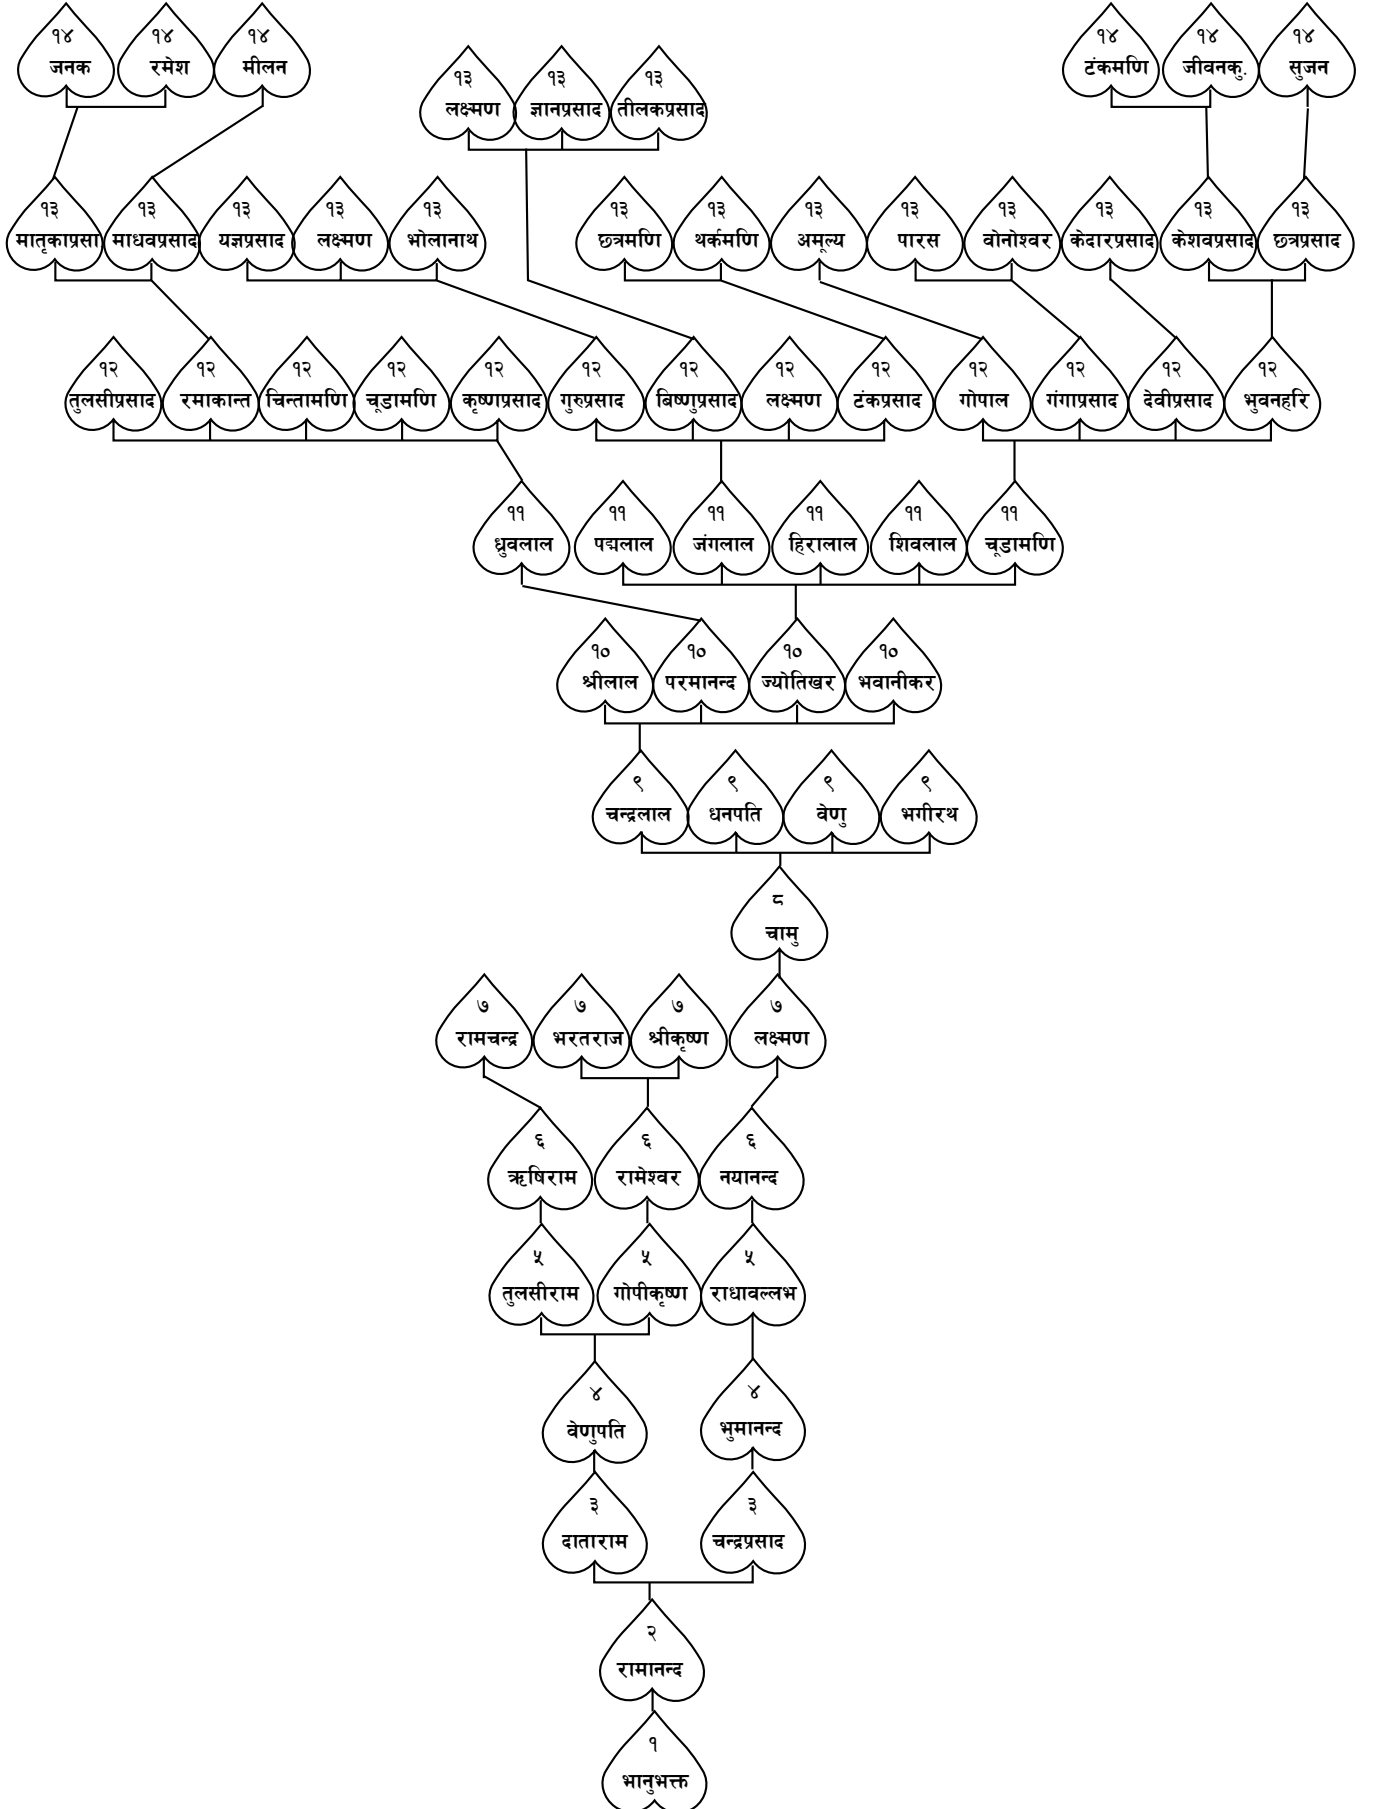 १४
जनक
१४
रमेश
१४
मीलन
१४
टंकमणि
१४
जीवनकु.
१४
सुजन
१३
लक्ष्मण
१३
ज्ञानप्रसाद
१३
तीलकप्रसाद
१३
मातृकाप्रसा
१३
माधवप्रसाद
१३
यज्ञप्रसाद
१३
लक्ष्मण
१३
भोलानाथ
१३
छत्रमणि
१३
थर्कमणि
१३
अमूल्य
१३
पारस
१३
वोनोश्वर
१३
केदारप्रसाद
१३
केशवप्रसाद
१३
छत्रप्रसाद
१२
तुलसीप्रसाद
१२
रमाकान्त
१२
चिन्तामणि
१२
चूडामणि
१२
कृष्णप्रसाद
१२
गुरुप्रसाद
१२
बिष्णुप्रसाद
१२
लक्ष्मण
१२
टंकप्रसाद
१२
गोपाल
१२
गंगाप्रसाद
१२
देवीप्रसाद
१२
भुवनहरि
११
ध्रुवलाल
११
पद्मलाल
११
जंगलाल
११
हिरालाल
११
शिवलाल
११
चूडामणि
१०
श्रीलाल
१०
परमानन्द
१०
ज्योतिखर
१०
भवानीकर
९
चन्द्रलाल
९
धनपति
९
वेणु
९
भगीरथ
८
चामु
७
रामचन्द्र
७
भरतराज
७
श्रीकृष्ण
७
लक्ष्मण
६
ऋषिराम
६
रामेश्वर
६
नयानन्द
५
तुलसीराम
५
गोपीकृष्ण
५
राधावल्लभ
४
वेणुपति
४
भुमानन्द
३
दाताराम
३
चन्द्रप्रसाद
२
रामानन्द
१
भानुभक्त